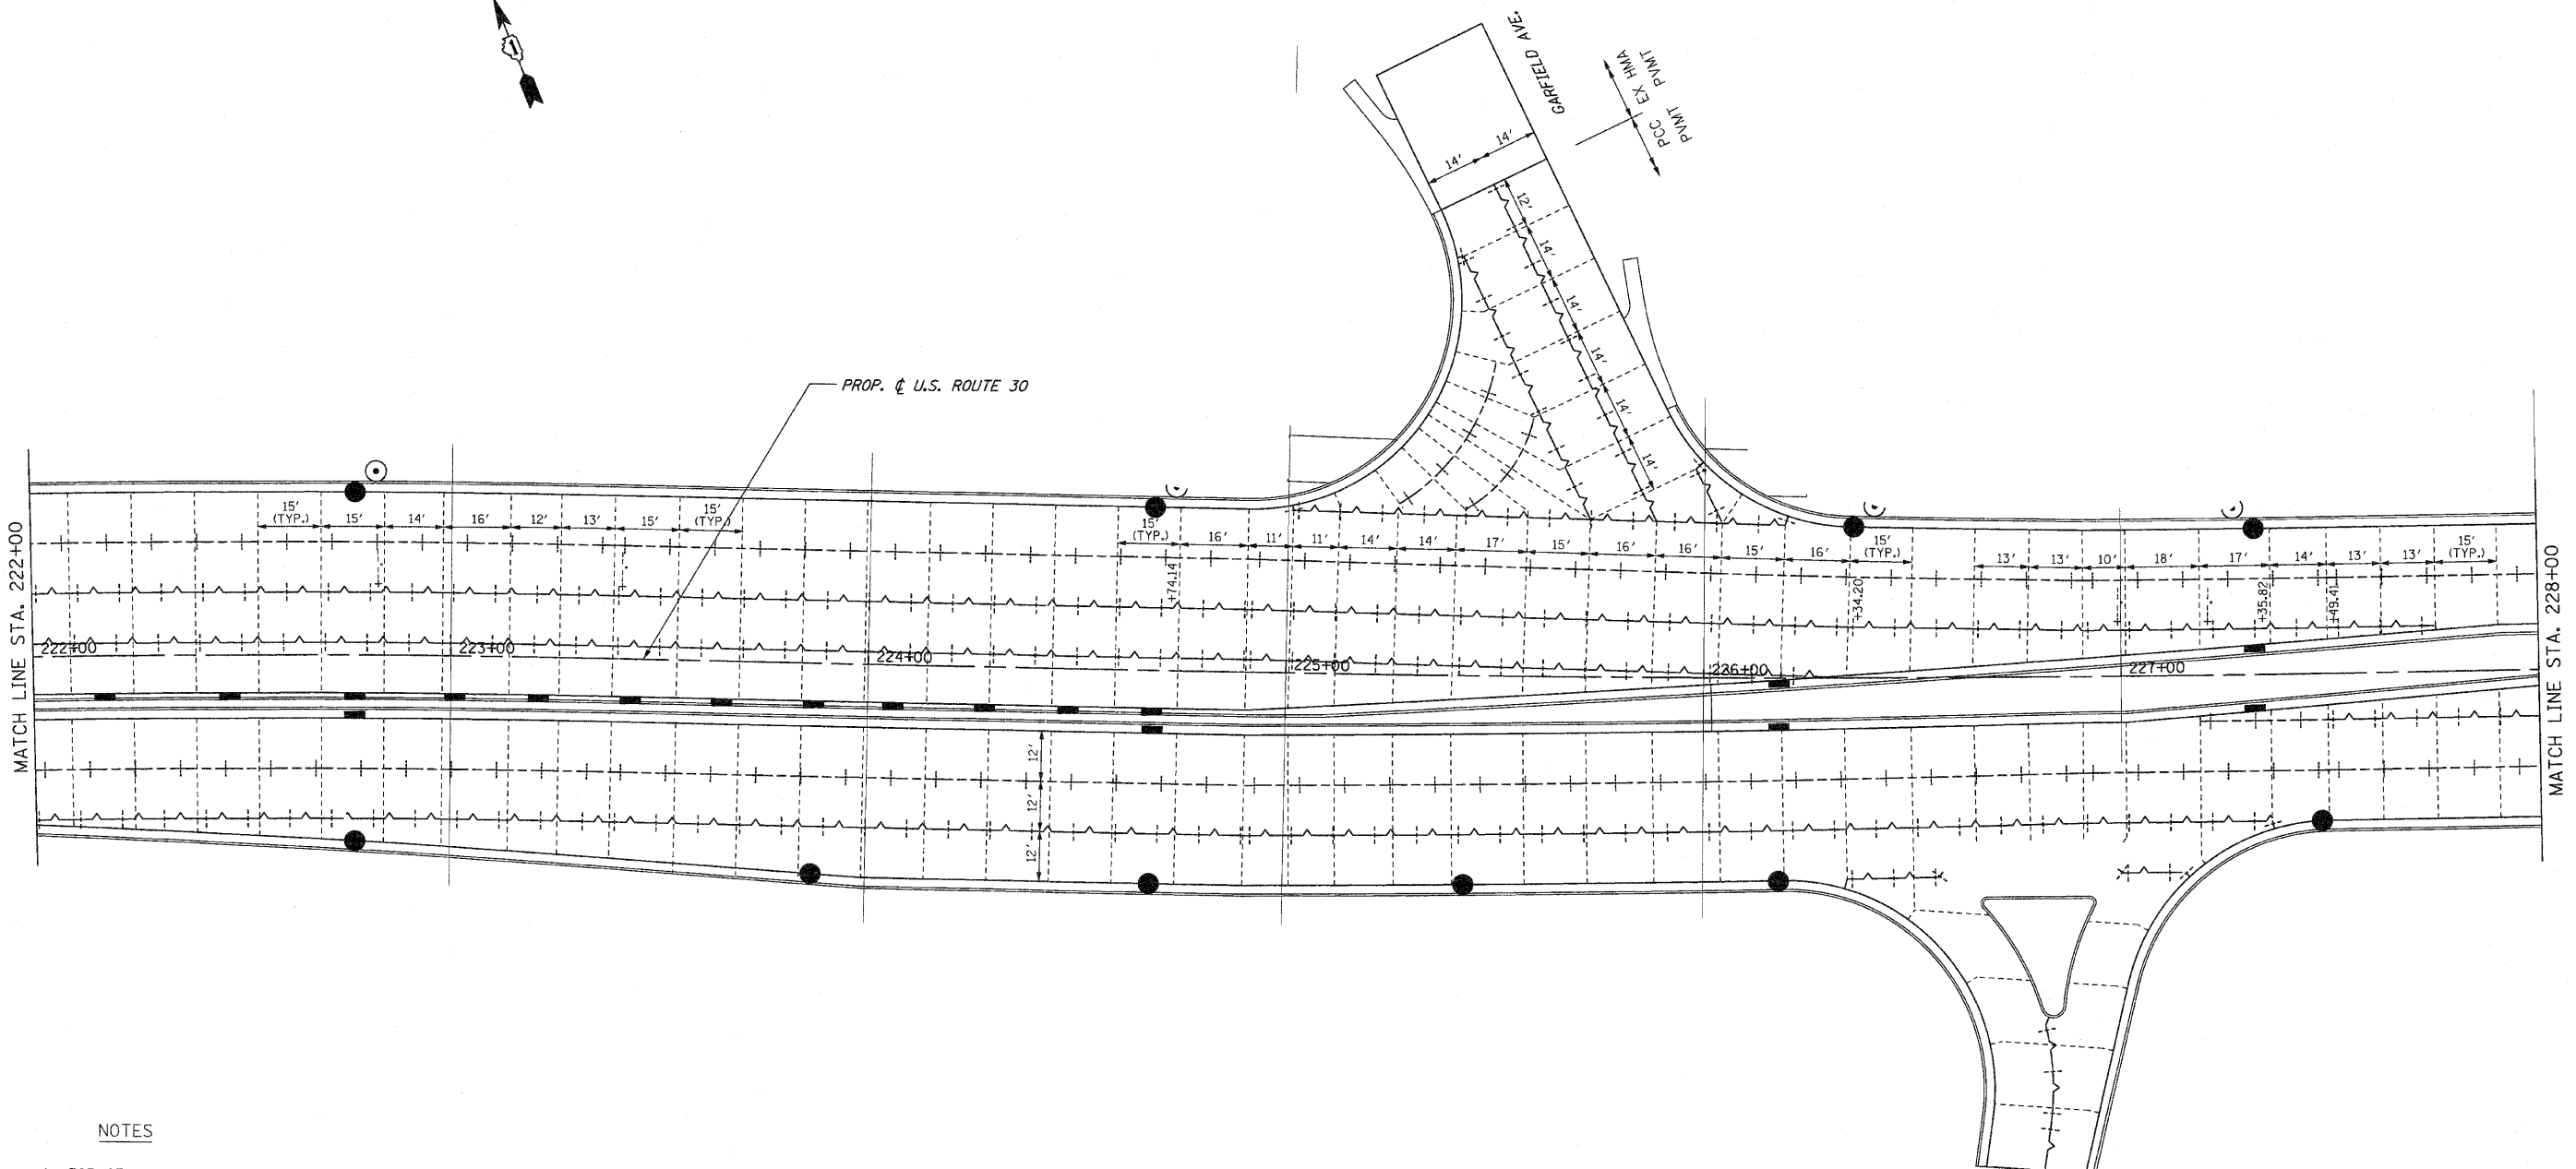 GARFIELD AVE.
EX HMA
PVMT
PCC
PVMT
14' 14'
12'
14'
14'
14'
14'
14'
PROP. ℄ U.S. ROUTE 30
MATCH LINE STA. 222+00
MATCH LINE STA. 228+00
15'
(TYP.)
15' 14' 16' 12' 13' 15'
15'
(TYP.)
15'
(TYP.)
16' 11' 11' 14' 14' 17' 15' 16' 16' 15' 16'
15'
(TYP.)
13' 13' 10' 18' 17' 14' 13' 13'
15'
(TYP.)
+74.14
+34.20
+35.82
+49.41
222+00 223+00 224+00 225+00 226+00 227+00
12'
12'
12'
NOTES